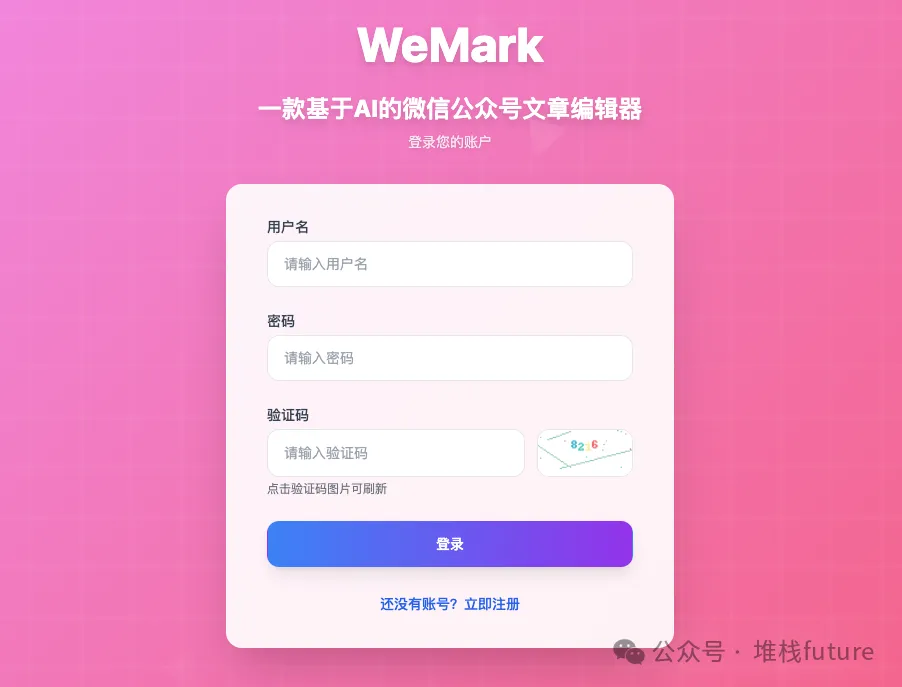 WeMark
一款基于AI的微信公众号文章编辑器
登录您的账户
用户名
请输入用户名
密码
请输入密码
验证码
请输入验证码
8216
点击验证码图片可刷新
登录
还没有账号？立即注册
公众号 · 堆栈future